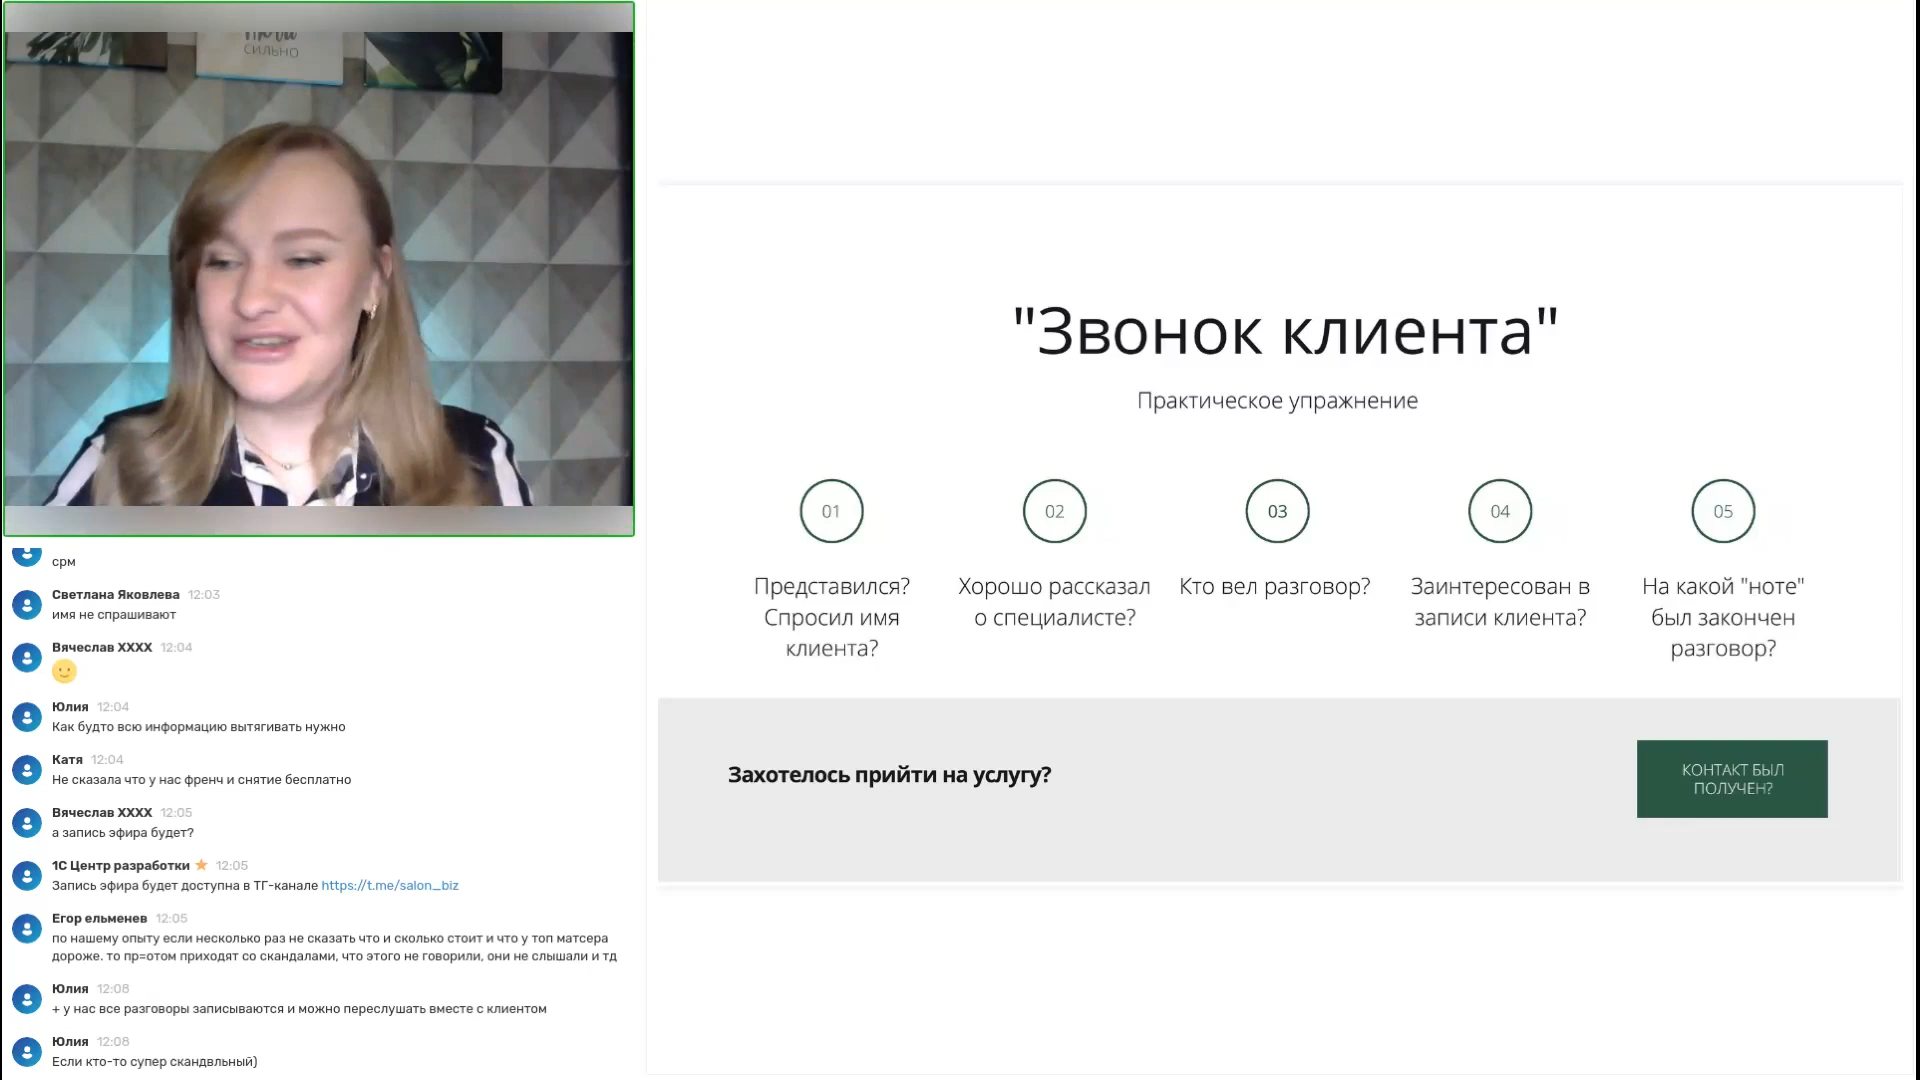 СИЛЬНО
срм
Светлана Яковлева 12:03
имя не спрашивают
Вячеслав ХХХХ 12:04
Юлия 12:04
Как будто всю информацию вытягивать нужно
Катя 12:04
Не сказала что у нас френч и снятие бесплатно
Вячеслав ХХХХ 12:05
а запись эфира будет?
1С Центр разработки 12:05
Запись эфира будет доступна в ТГ-канале https://t.me/salon_biz
Егор ельменев 12:05
по нашему опыту если несколько раз не сказать что и сколько стоит и что у топ матсера
дороже. то пр=отом приходят со скандалами, что этого не говорили, они не слышали и тд
Юлия 12:08
+ у нас все разговоры записываются и можно переслушать вместе с клиентом
Юлия 12:08
Если кто-то супер скандвльный)
"Звонок клиента"
Практическое упражнение
01
Представился?
Спросил имя
клиента?
02
Хорошо рассказал
о специалисте?
03
Кто вел разговор?
04
Заинтересован в
записи клиента?
05
На какой "ноте"
был закончен
разговор?
Захотелось прийти на услугу?
КОНТАКТ БЫЛ
ПОЛУЧЕН?